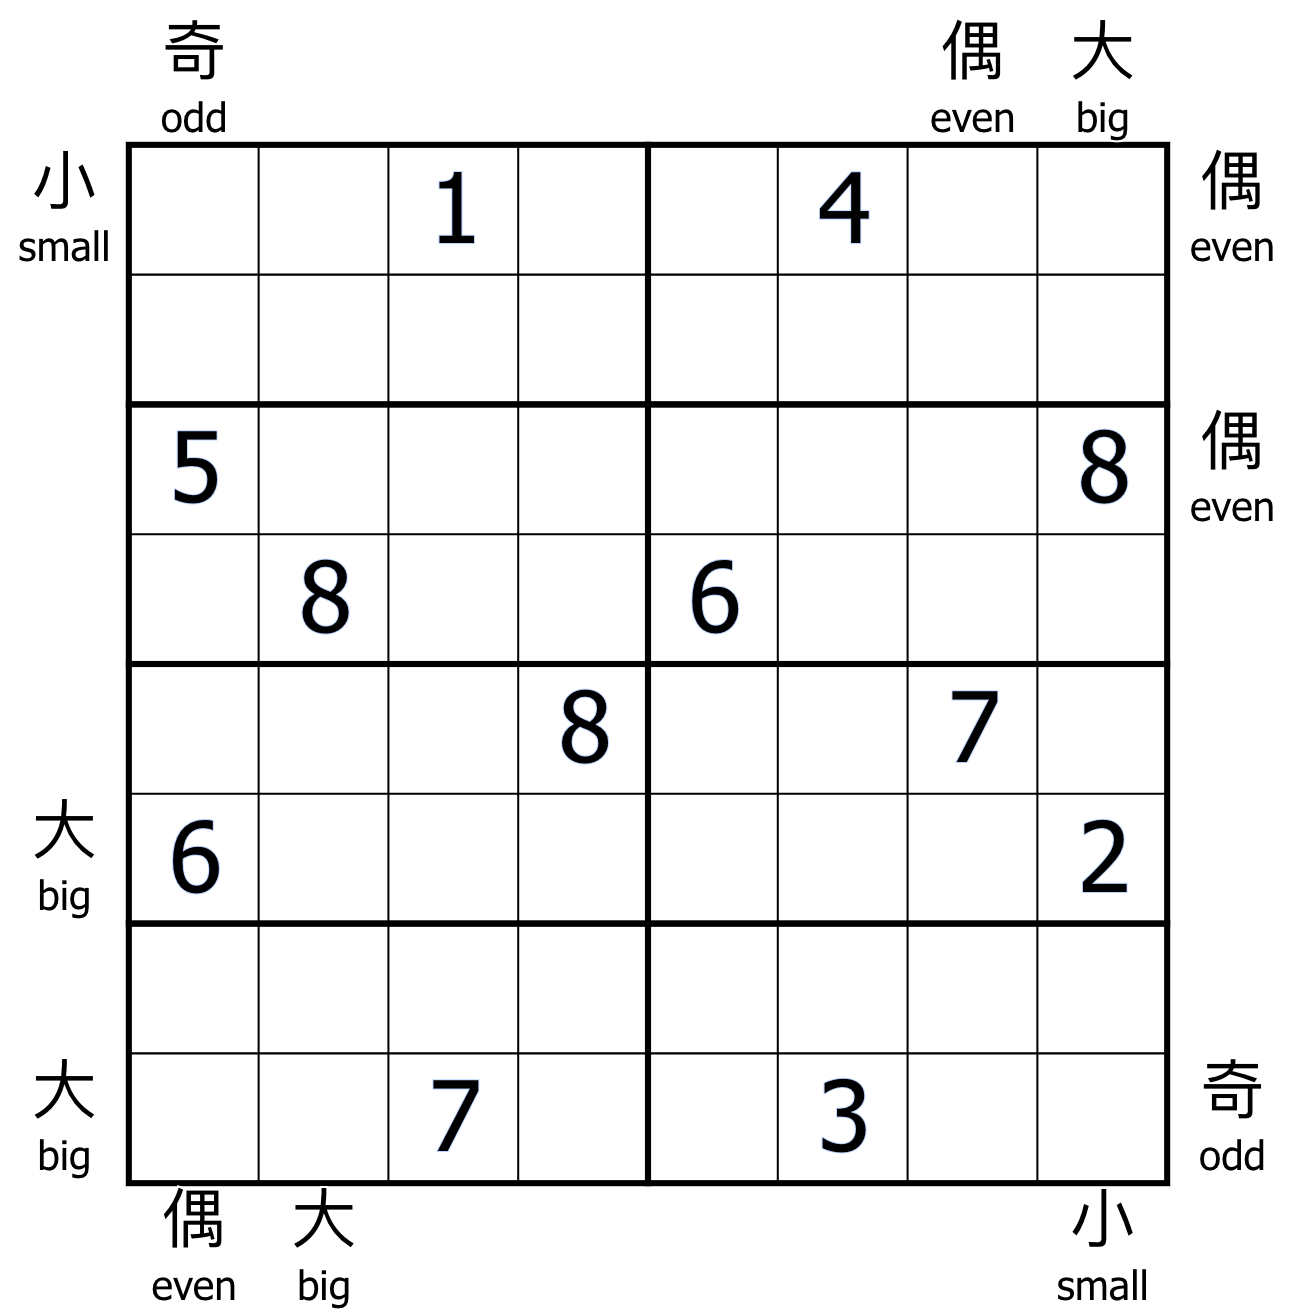 奇 偶 大
odd even big
小 1 4 偶
small even
5 8 偶
even
8 6
8 7
大 6 2
big
大 7 3 奇
big odd
偶 大 小
even big small